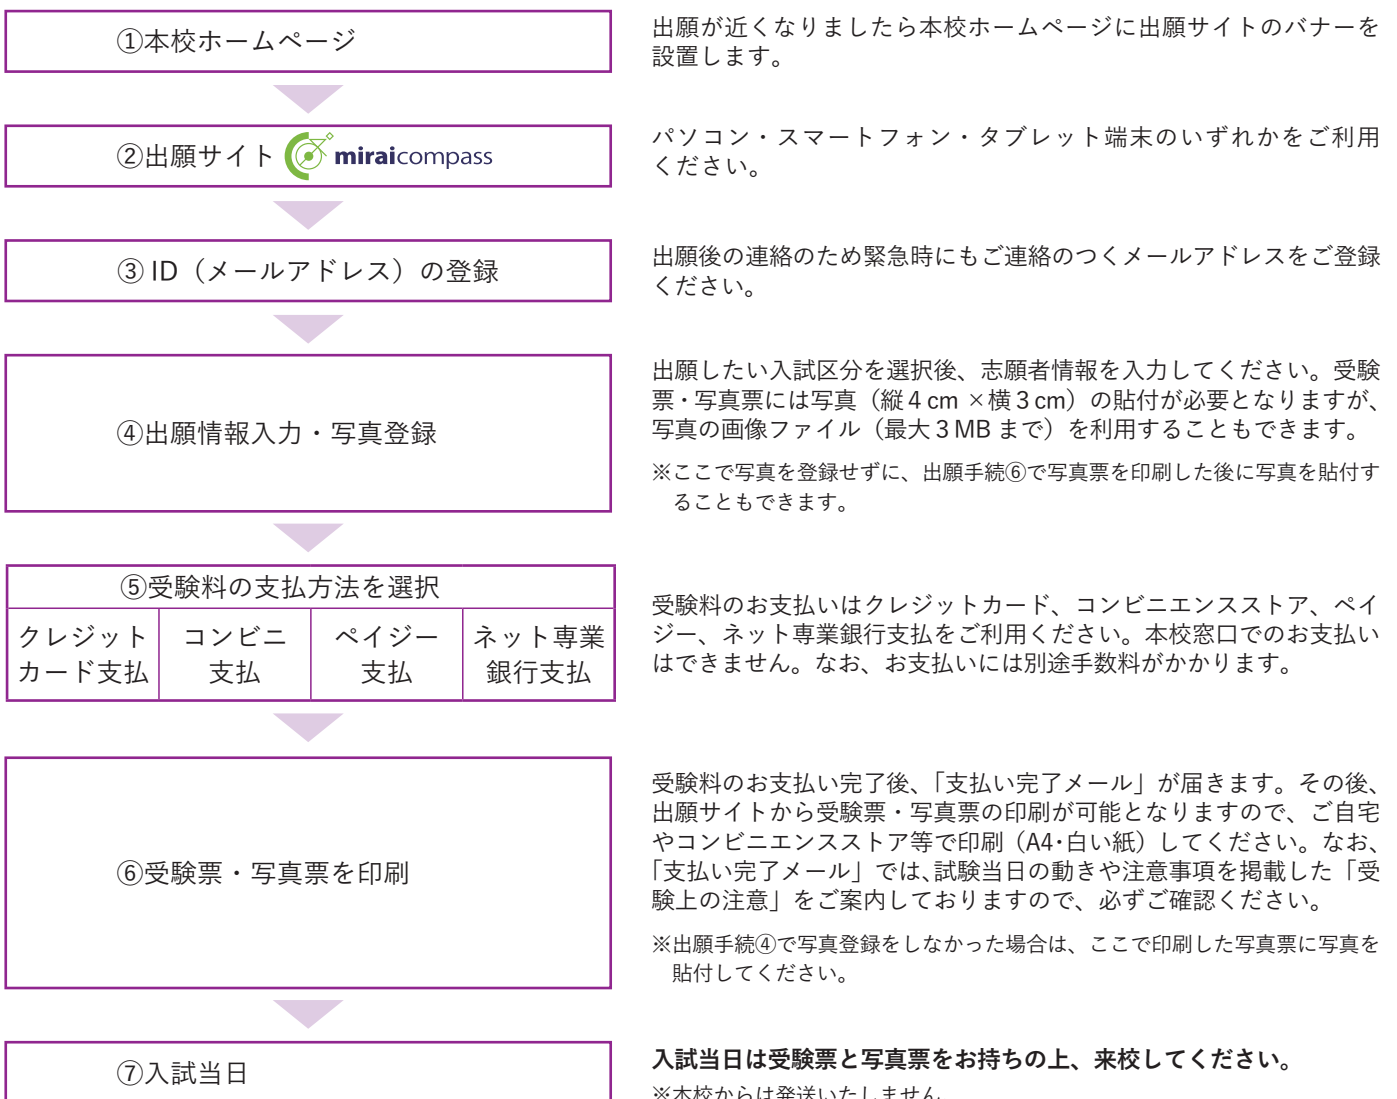 ①本校ホームページ
出願が近くなりましたら本校ホームページに出願サイトのバナーを
設置します。
②出願サイト miraicompass
パソコン・スマートフォン・タブレット端末のいずれかをご利用
ください。
③ID（メールアドレス）の登録
出願後の連絡のため緊急時にもご連絡のつくメールアドレスをご登録
ください。
④出願情報入力・写真登録
出願したい入試区分を選択後、志願者情報を入力してください。受験
票・写真票には写真（縦４cm ×横３cm）の貼付が必要となりますが、
写真の画像ファイル（最大３MB まで）を利用することもできます。
※ここで写真を登録せずに、出願手続⑥で写真票を印刷した後に写真を貼付す
ることもできます。
⑤受験料の支払方法を選択
クレジット
カード支払
コンビニ
支払
ペイジー
支払
ネット専業
銀行支払
受験料のお支払いはクレジットカード、コンビニエンスストア、ペイ
ジー、ネット専業銀行支払をご利用ください。本校窓口でのお支払い
はできません。なお、お支払いには別途手数料がかかります。
⑥受験票・写真票を印刷
受験料のお支払い完了後、「支払い完了メール」が届きます。その後、
出願サイトから受験票・写真票の印刷が可能となりますので、ご自宅
やコンビニエンスストア等で印刷（A4・白い紙）してください。なお、
「支払い完了メール」では、試験当日の動きや注意事項を掲載した「受
験上の注意」をご案内しておりますので、必ずご確認ください。
※出願手続④で写真登録をしなかった場合は、ここで印刷した写真票に写真を
貼付してください。
⑦入試当日
入試当日は受験票と写真票をお持ちの上、来校してください。
※本校からは発送いたしません